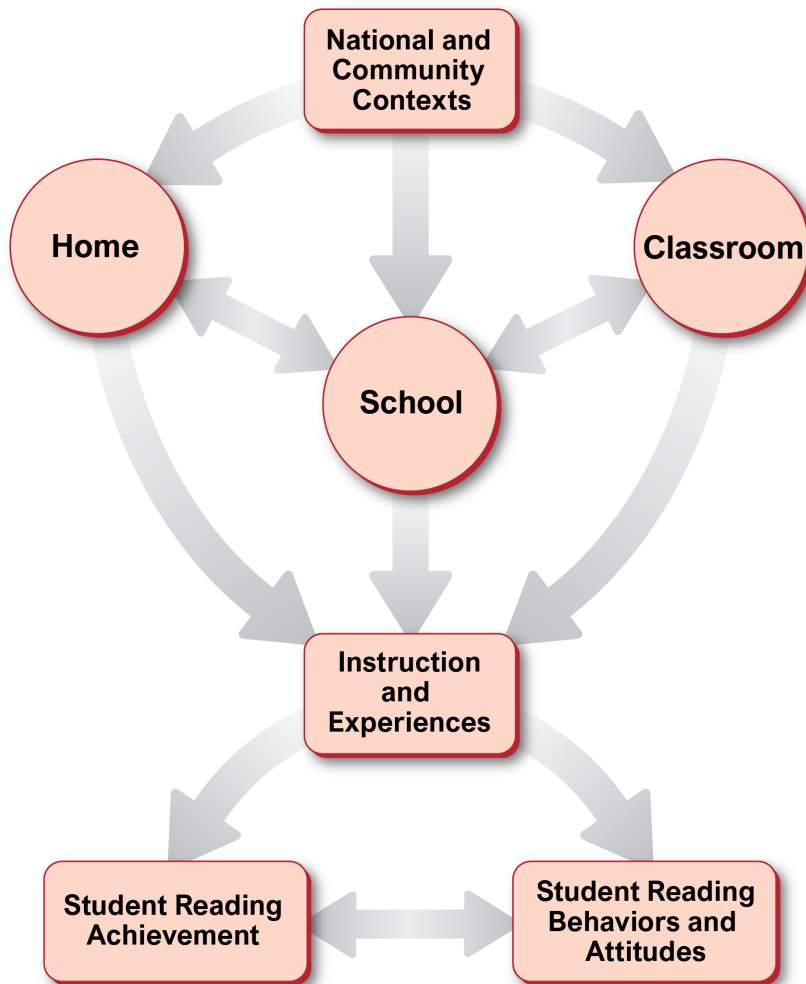 National and
Community
Contexts
Home
Classroom
School
Instruction
and
Experiences
Student Reading
Achievement
Student Reading
Behaviors and
Attitudes